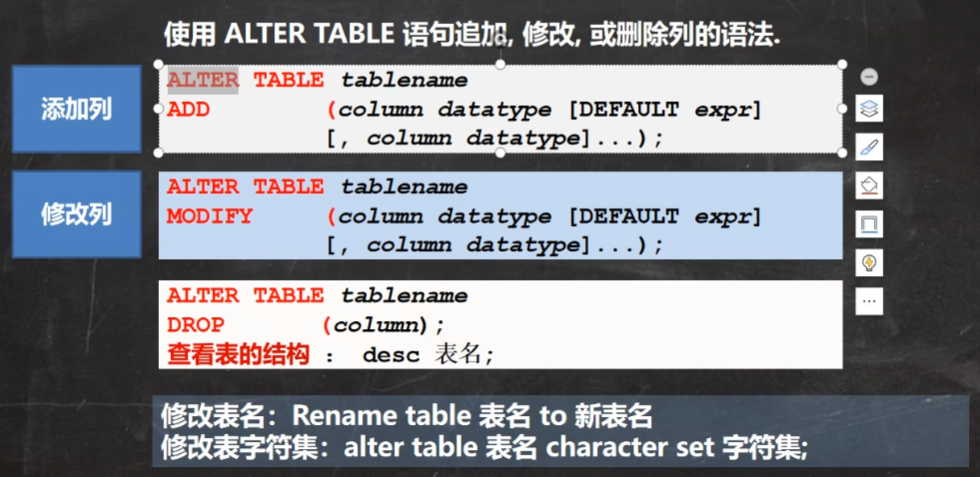 使用 ALTER TABLE 语句追加, 修改, 或删除列的语法.
添加列
ALTER TABLE tablename
ADD (column datatype [DEFAULT expr]
[, column datatype]...);
修改列
ALTER TABLE tablename
MODIFY (column datatype [DEFAULT expr]
[, column datatype]...);
ALTER TABLE tablename
DROP (column);
查看表的结构 ： desc 表名;
修改表名：Rename table 表名 to 新表名
修改表字符集：alter table 表名 character set 字符集;